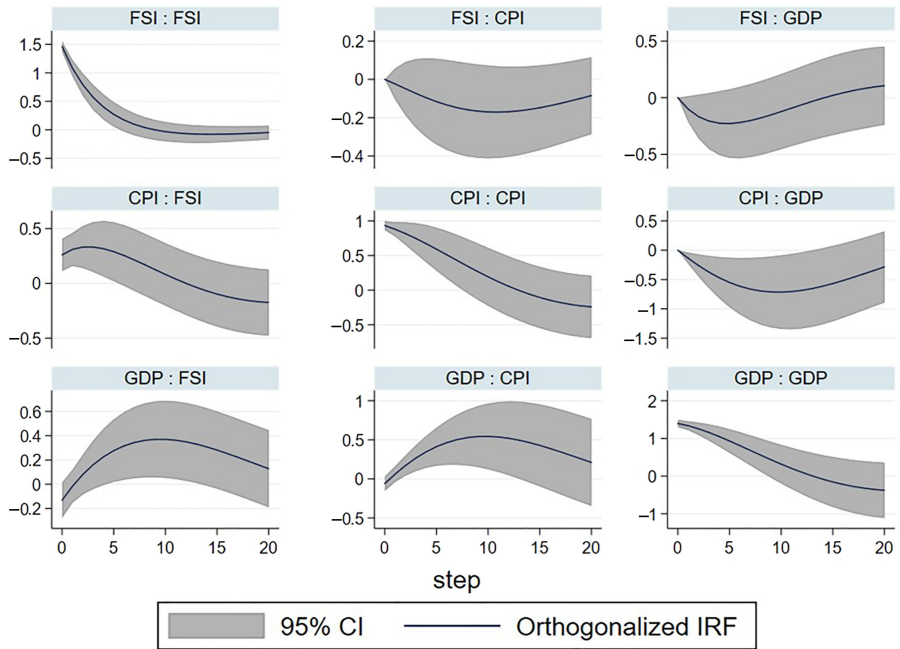 FSI : FSI
FSI : CPI
FSI : GDP
1.5
1
0.5
0
−0.5
0.2
0
−0.2
−0.4
0.5
0
−0.5
CPI : FSI
CPI : CPI
CPI : GDP
0.5
0
−0.5
1
0.5
0
−0.5
0.5
0
−0.5
−1
−1.5
GDP : FSI
GDP : CPI
GDP : GDP
0.6
0.4
0.2
0
−0.2
1
0.5
0
−0.5
2
1
0
−1
0 5 10 15 20
0 5 10 15 20
0 5 10 15 20
step
95% CI
Orthogonalized IRF